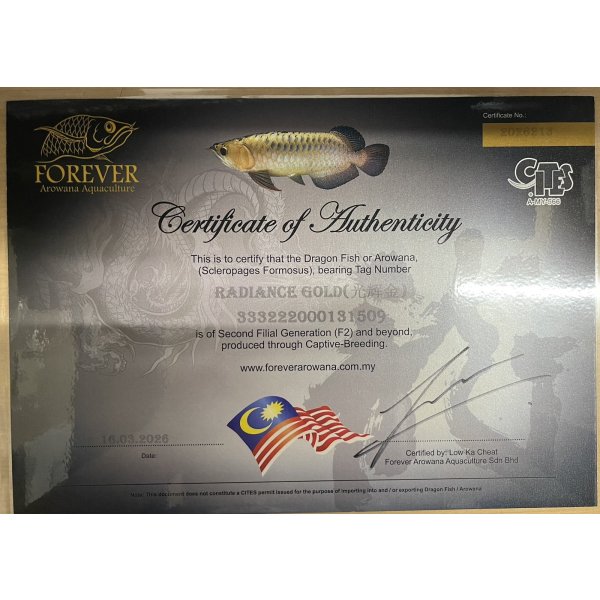 FOREVER
Arowana Aquaculture
Certificate No.:
2026213
CITES
A-MY-566
Certificate of Authenticity
This is to certify that the Dragon Fish or Arowana,
(Scleropages Formosus), bearing Tag Number
RADIANCE GOLD(光辉金)
333222000131509
is of Second Filial Generation (F2) and beyond,
produced through Captive-Breeding.
www.foreverarowana.com.my
16.03.2026
Date:
Certified by: Low Ka Cheat
Forever Arowana Aquaculture Sdn Bhd
Note: This document does not constitute a CITES permit issued for the purpose of importing into and / or exporting Dragon Fish / Arowana